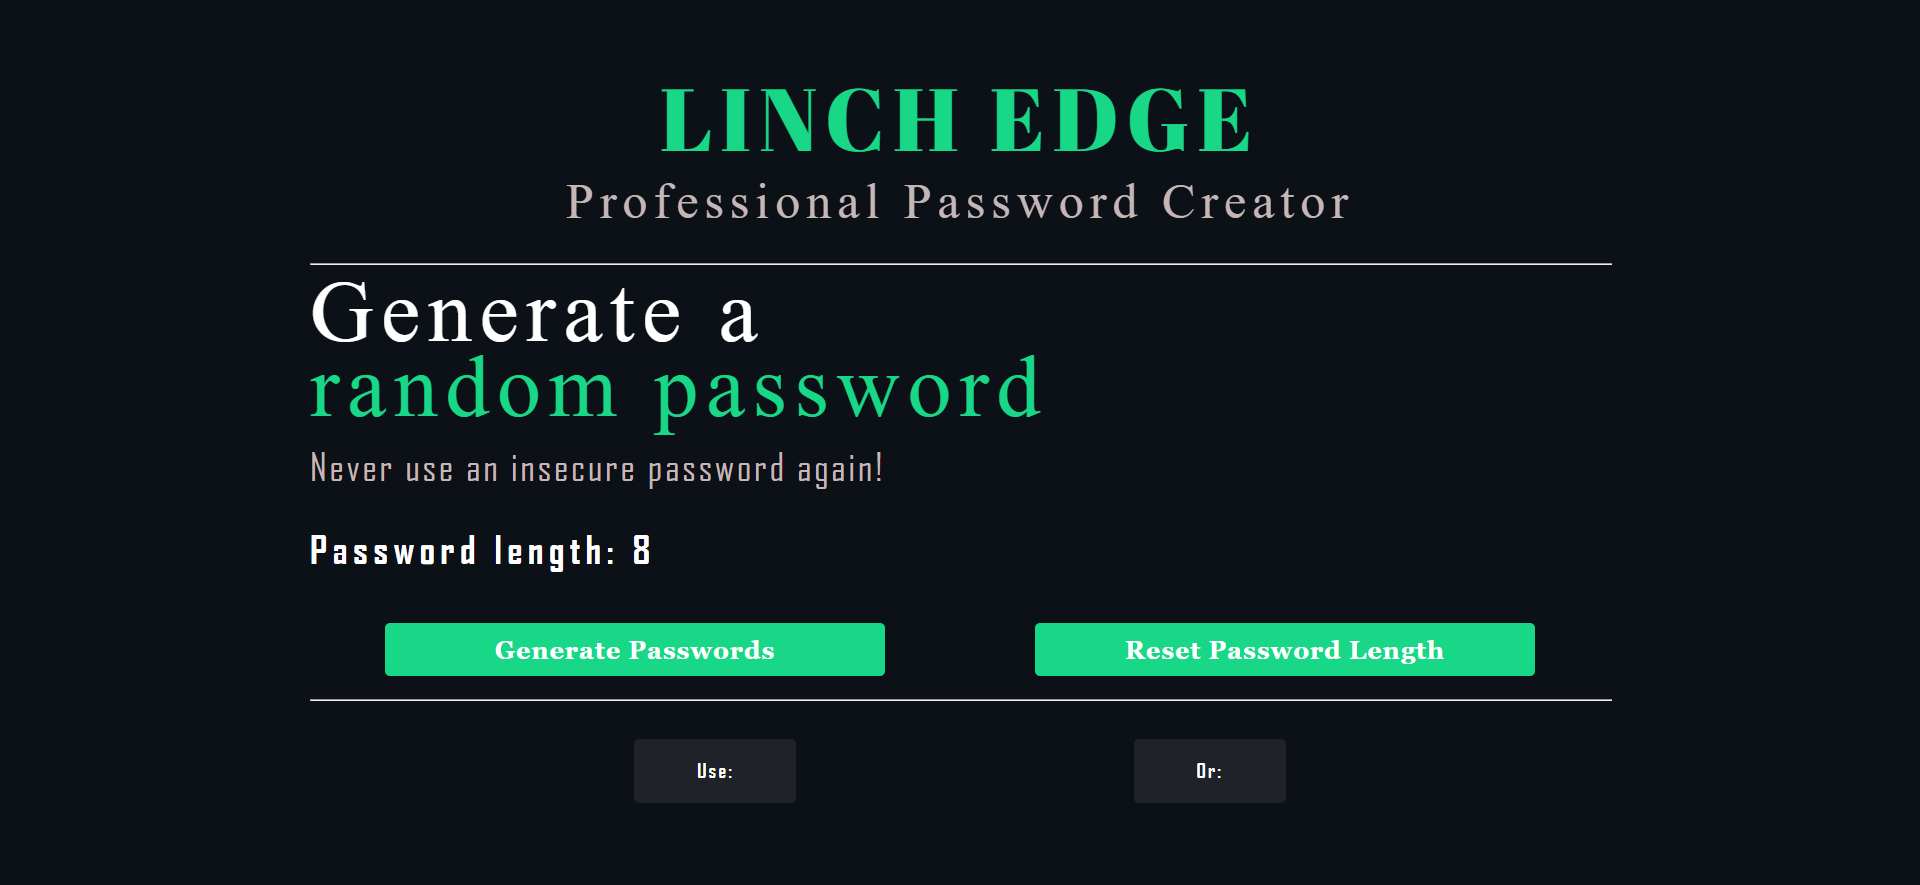 LINCH EDGE
Professional Password Creator
Generate a
random password
Never use an insecure password again!
Password length: 8
Generate Passwords
Reset Password Length
Use:
Or: